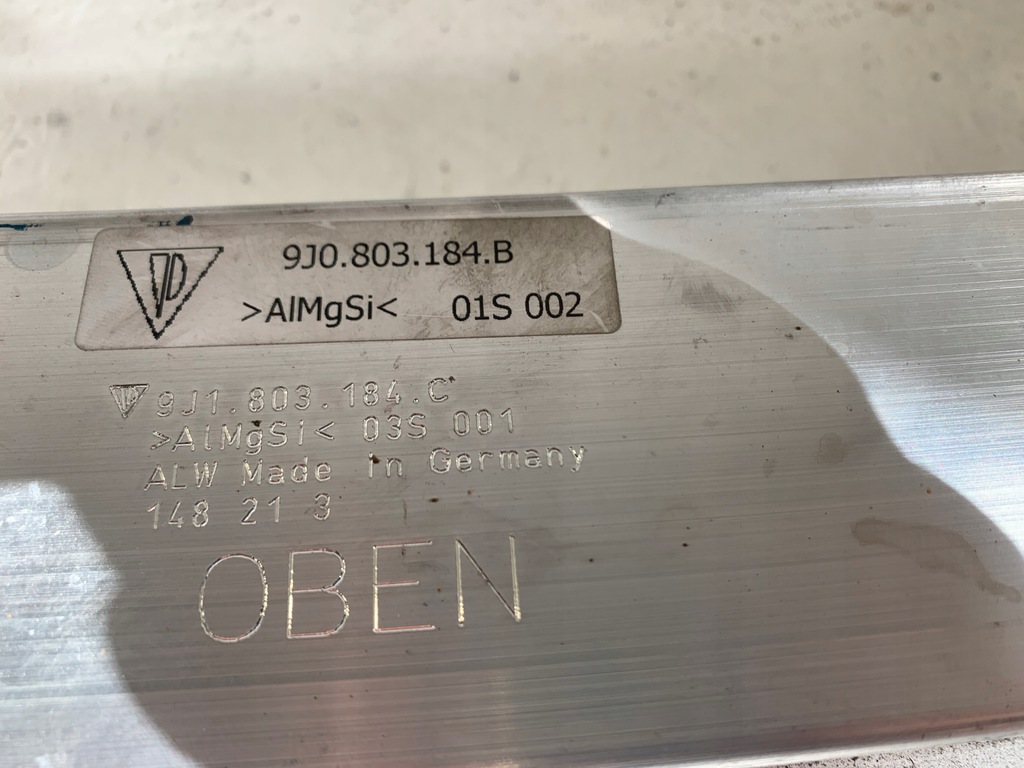 9J0.803.184.B
>AlMgSi< 01S 002
9J1.803.184.C
>AlMgSi< 03S 001
ALW Made in Germany
148 21 3
OBEN